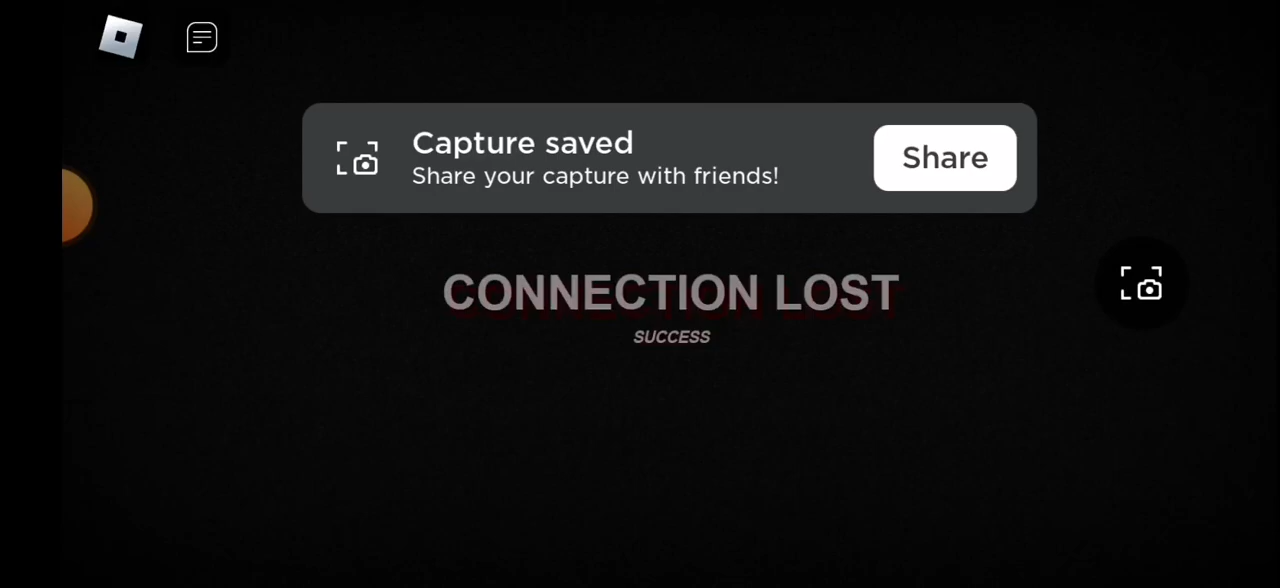 Capture saved
Share your capture with friends!
Share
CONNECTION LOST
SUCCESS